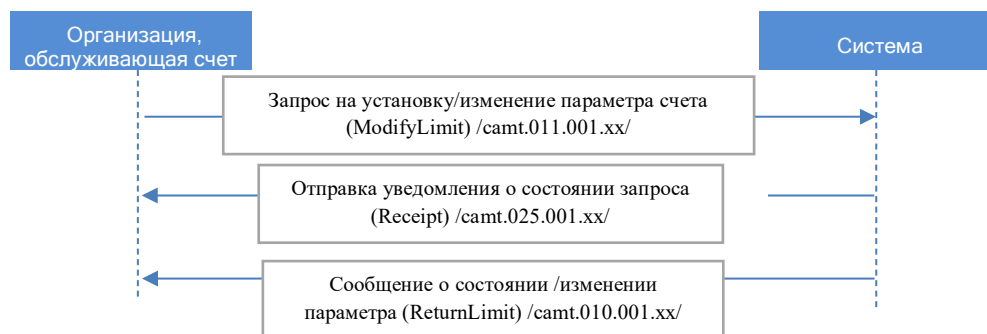 Организация,
обслуживающая счет
Система
Запрос на установку/изменение параметра счета
(ModifyLimit) /camt.011.001.xx/
Отправка уведомления о состоянии запроса
(Receipt) /camt.025.001.xx/
Сообщение о состоянии /изменении
параметра (ReturnLimit) /camt.010.001.xx/